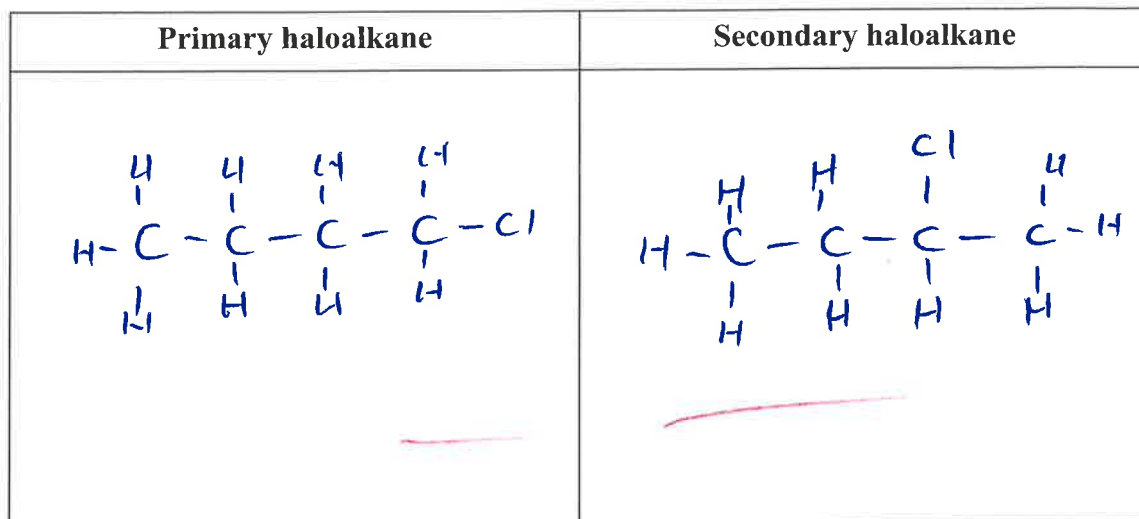 Primary haloalkane
Secondary haloalkane
H H H H
H - C - C - C - C - Cl
H H H H
H H Cl H
H - C - C - C - C - H
H H H H